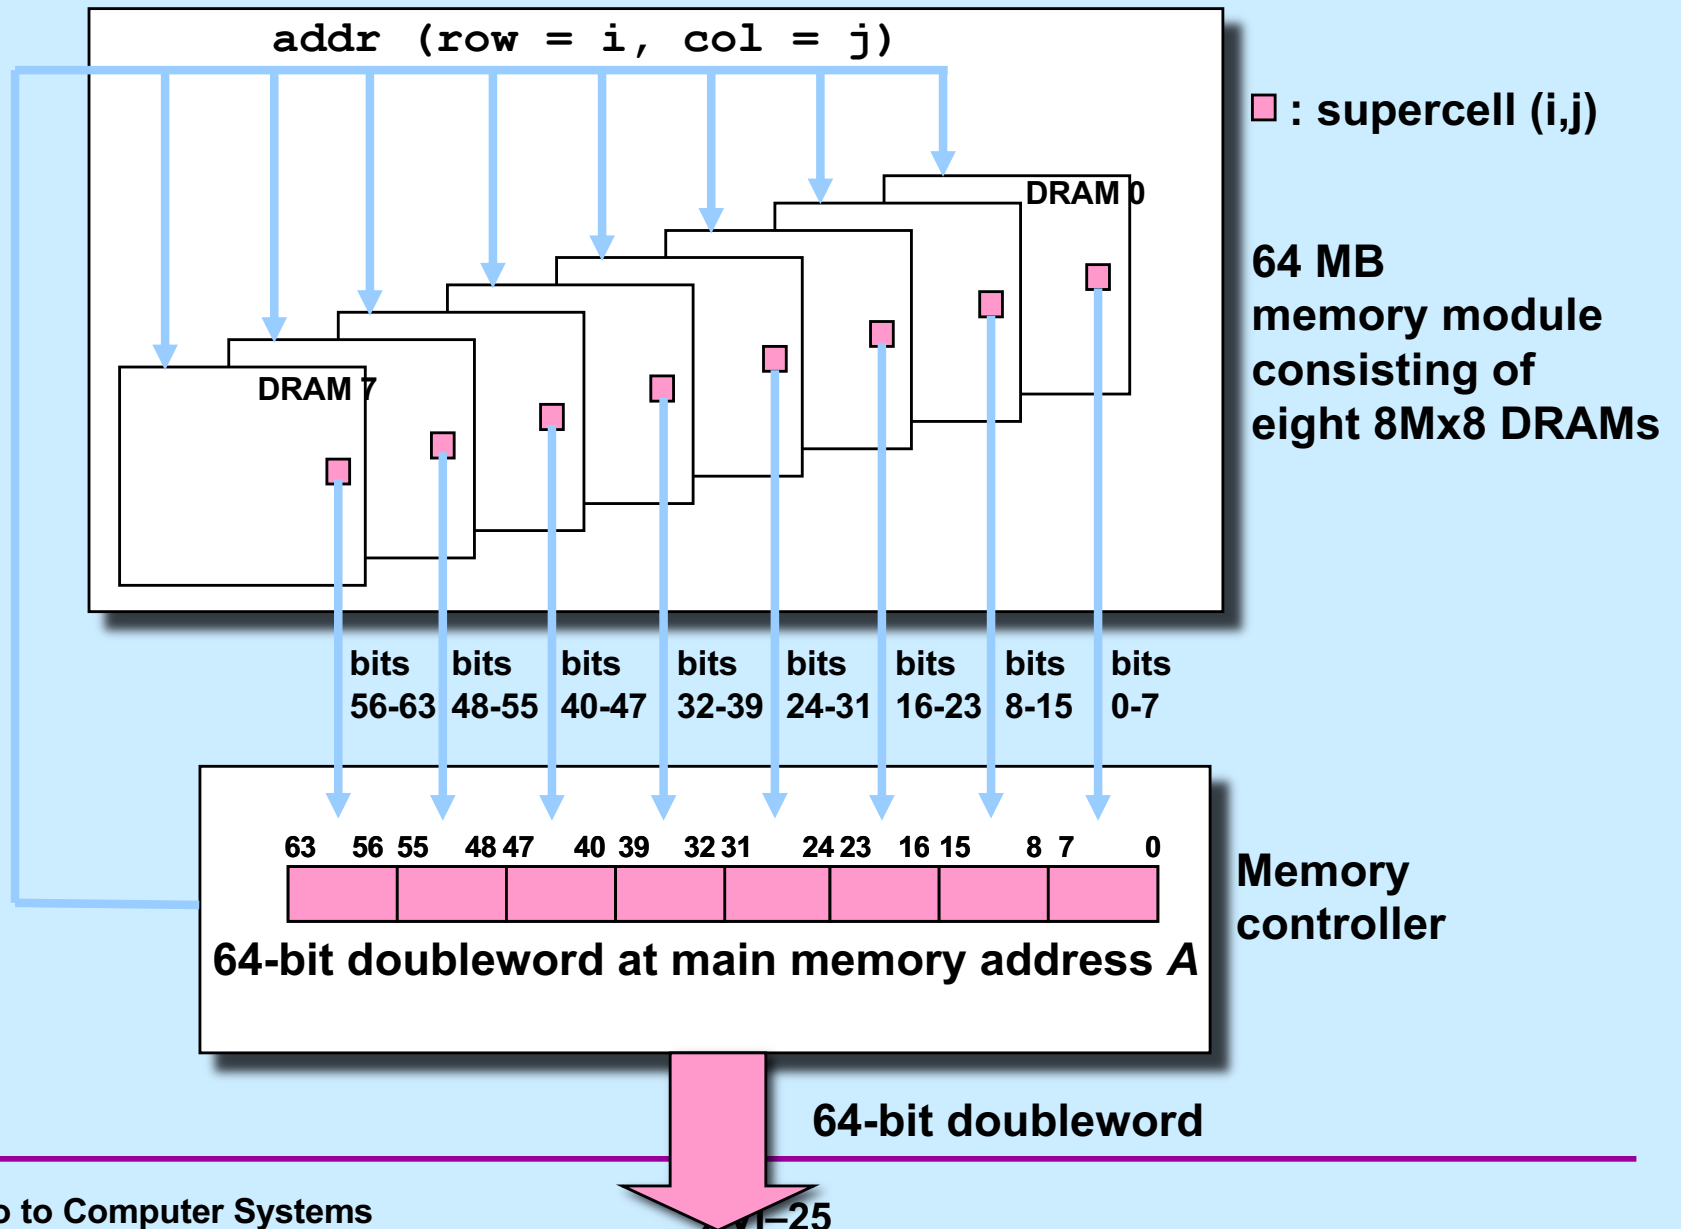 addr (row = i, col = j)
: supercell (i,j)
DRAM 0
64 MB
memory module
consisting of
eight 8Mx8 DRAMs
DRAM 7
bits 56-63
bits 48-55
bits 40-47
bits 32-39
bits 24-31
bits 16-23
bits 8-15
bits 0-7
63 56 55 48 47 40 39 32 31 24 23 16 15 8 7 0
Memory
controller
64-bit doubleword at main memory address A
64-bit doubleword
to Computer Systems
–25